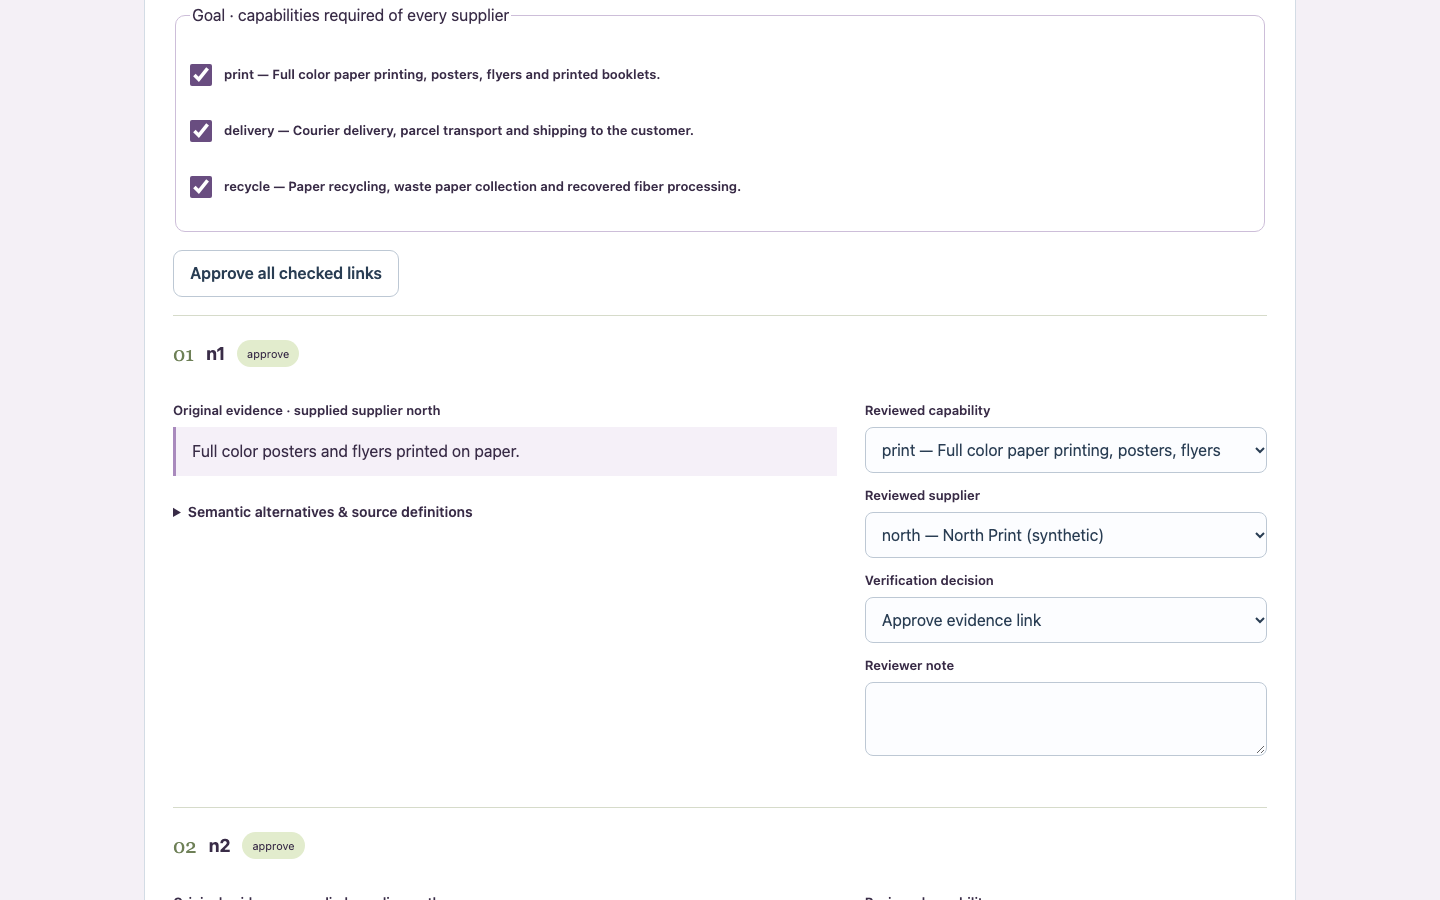 Goal · capabilities required of every supplier
print — Full color paper printing, posters, flyers and printed booklets.
delivery — Courier delivery, parcel transport and shipping to the customer.
recycle — Paper recycling, waste paper collection and recovered fiber processing.
Approve all checked links
01 n1 approve
Original evidence · supplied supplier north
Full color posters and flyers printed on paper.
Semantic alternatives & source definitions
Reviewed capability
print — Full color paper printing, posters, flyers
Reviewed supplier
north — North Print (synthetic)
Verification decision
Approve evidence link
Reviewer note
02 n2 approve